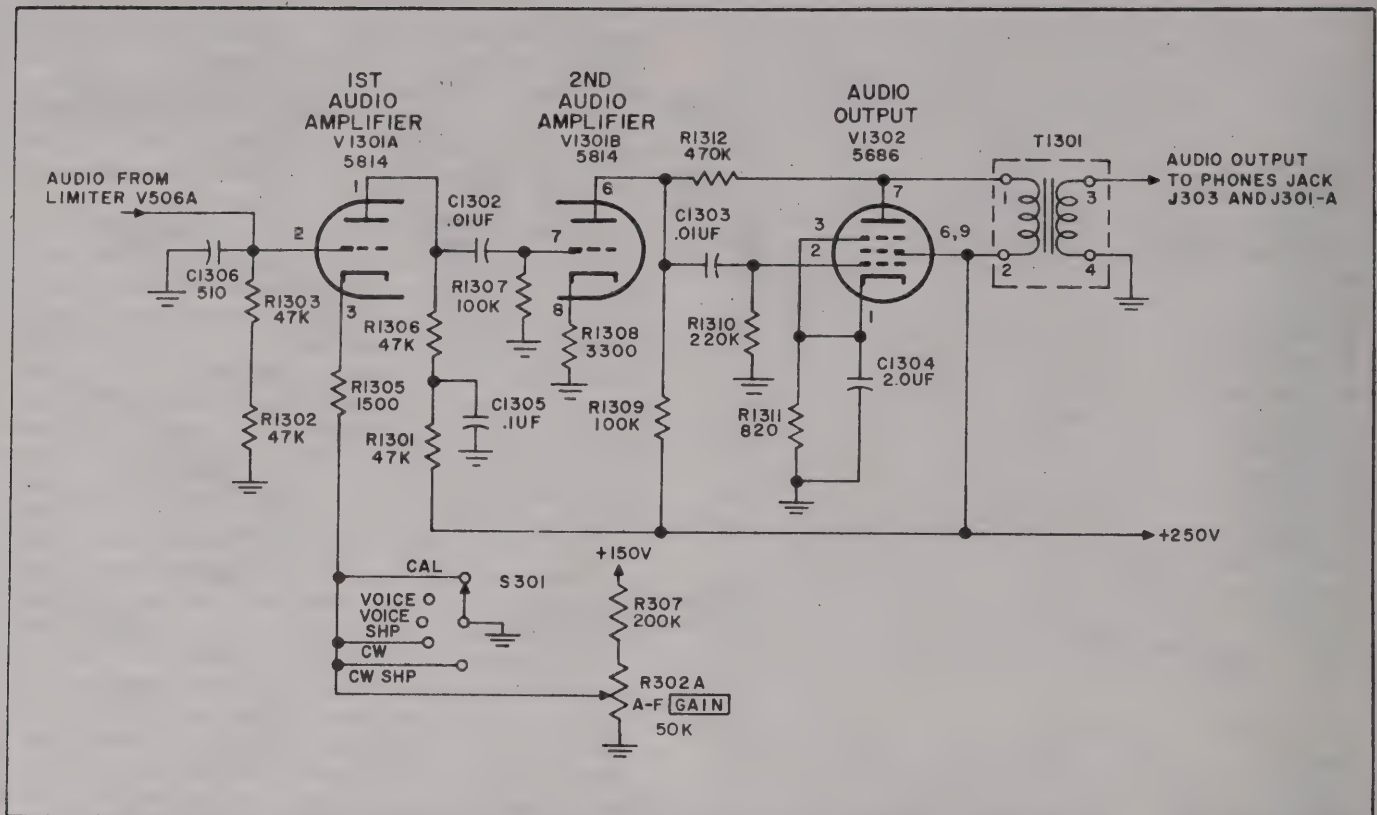 1ST
AUDIO
AMPLIFIER
V1301A
5814
2ND
AUDIO
AMPLIFIER
V1301B
5814
AUDIO
OUTPUT
V1302
5686
R1312
470K
T1301
AUDIO FROM
LIMITER V506A
AUDIO OUTPUT
TO PHONES JACK
J303 AND J301-A
1
2
3
C1306
510
R1303
47K
R1302
47K
R1305
1500
C1302
.01UF
R1307
100K
R1306
47K
R1301
47K
C1305
.1UF
6
7
8
R1308
3300
C1303
.01UF
R1310
220K
R1309
100K
7
3
2
6,9
1
C1304
2.0UF
R1311
820
1
2
3
4
+250V
+150V
CAL
S301
VOICE
VOICE
SHP
CW
CW SHP
R307
200K
R302A
A-F GAIN
50K